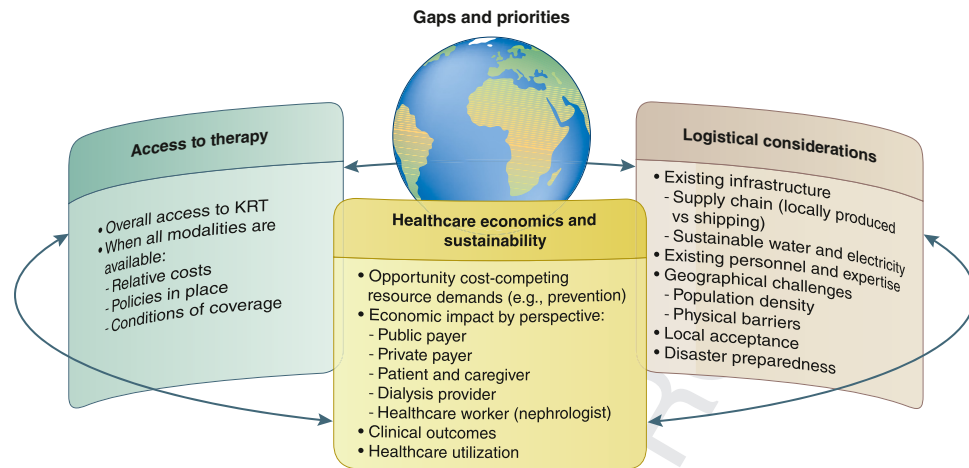 Gaps and priorities
Access to therapy
• Overall access to KRT
• When all modalities are
available:
- Relative costs
- Policies in place
- Conditions of coverage
Healthcare economics and
sustainability
• Opportunity cost-competing
resource demands (e.g., prevention)
• Economic impact by perspective:
- Public payer
- Private payer
- Patient and caregiver
- Dialysis provider
- Healthcare worker (nephrologist)
• Clinical outcomes
• Healthcare utilization
Logistical considerations
• Existing infrastructure
- Supply chain (locally produced
vs shipping)
- Sustainable water and electricity
• Existing personnel and expertise
• Geographical challenges
- Population density
- Physical barriers
• Local acceptance
• Disaster preparedness